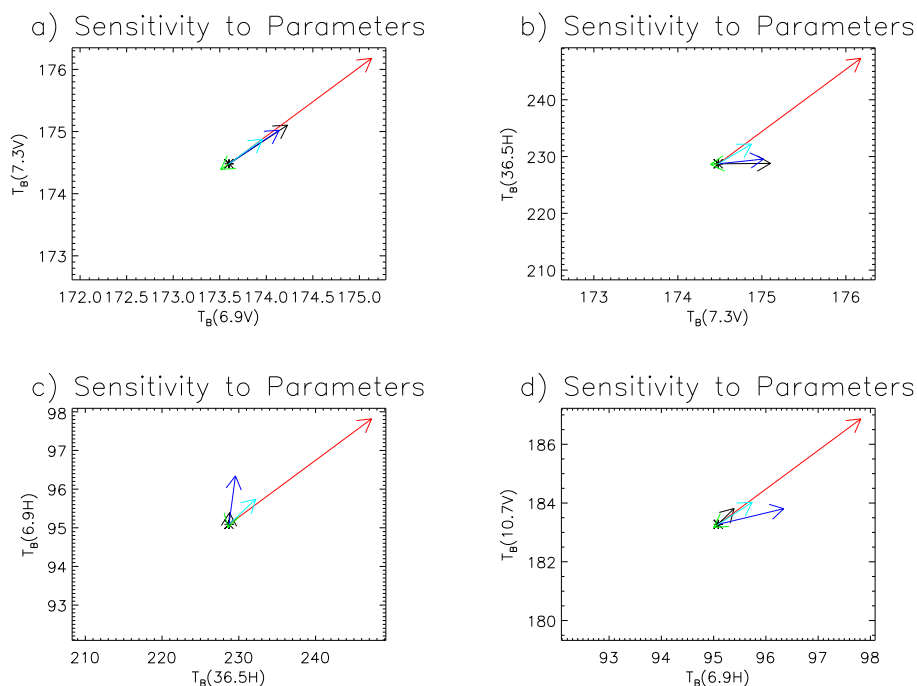 a) Sensitivity to Parameters
176
175
174
173
172.0 172.5 173.0 173.5 174.0 174.5 175.0
T_B(6.9V)
T_B(7.3V)
b) Sensitivity to Parameters
240
230
220
210
173 174 175 176
T_B(7.3V)
T_B(36.5H)
c) Sensitivity to Parameters
98
97
96
95
94
93
210 220 230 240
T_B(36.5H)
T_B(6.9H)
d) Sensitivity to Parameters
186
184
182
180
93 94 95 96 97 98
T_B(6.9H)
T_B(10.7V)